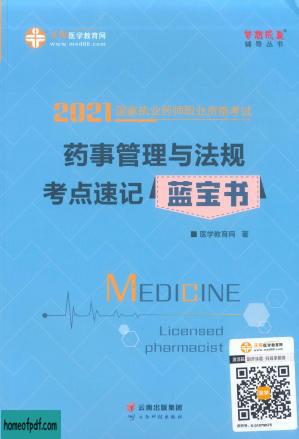 医学教育网
www.med66.com
梦想成真
辅导丛书
2021国家执业药师职业资格考试
药事管理与法规
考点速记 蓝宝书
■ 医学教育网 著
MEDICINE
Licensed
pharmacist
云南出版集团
homeofpdf.com